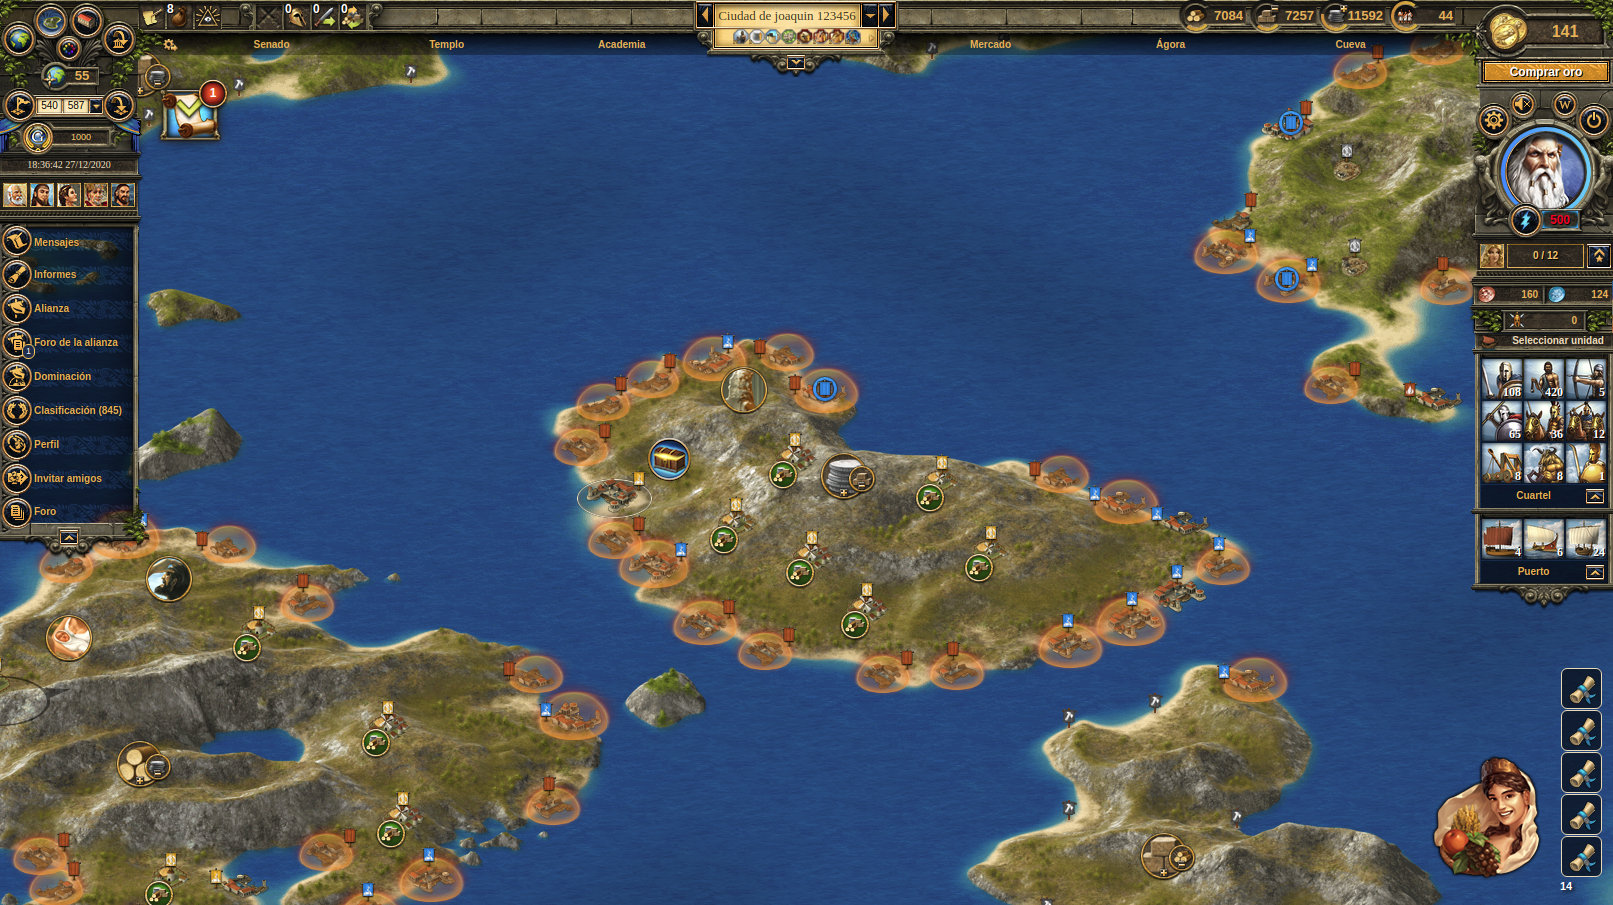 8
0
0
0
Ciudad de joaquin 123456
7084
7257
11592
44
141
Senado
Templo
Academia
Mercado
Ágora
Cueva
Comprar oro
55
540
587
1
1000
W
18:36:42 27/12/2020
500
Mensajes
Informes
Alianza
Foro de la alianza
1
Dominación
Clasificación (845)
Perfil
Invitar amigos
Foro
0 / 12
160
124
0
Seleccionar unidad
108
420
5
65
36
12
8
8
1
Cuartel
4
6
24
Puerto
14